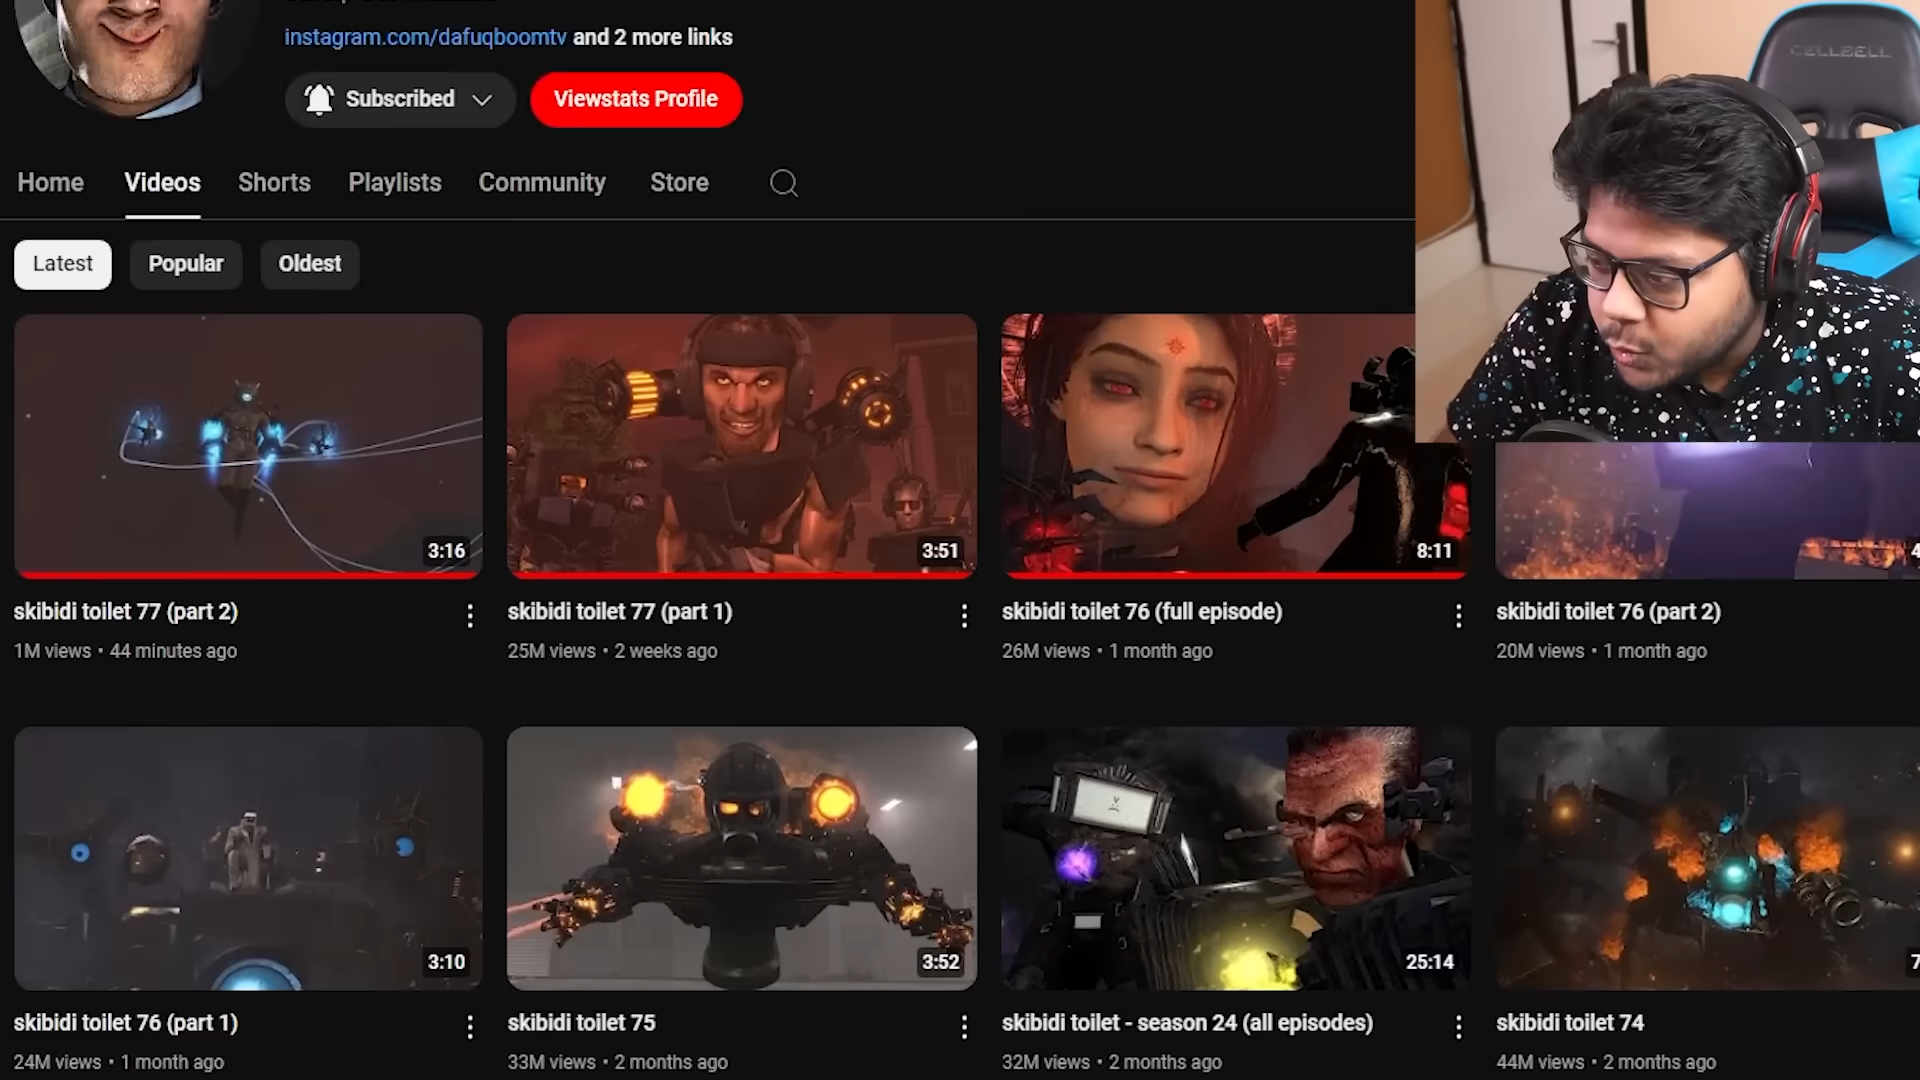 instagram.com/dafuqboomtv and 2 more links
Subscribed
Viewstats Profile
CELLBELL
Home Videos Shorts Playlists Community Store
Latest Popular Oldest
3:16
3:51
8:11
4
skibidi toilet 77 (part 2)
1M views • 44 minutes ago
skibidi toilet 77 (part 1)
25M views • 2 weeks ago
skibidi toilet 76 (full episode)
26M views • 1 month ago
skibidi toilet 76 (part 2)
20M views • 1 month ago
3:10
3:52
25:14
7
skibidi toilet 76 (part 1)
24M views • 1 month ago
skibidi toilet 75
33M views • 2 months ago
skibidi toilet - season 24 (all episodes)
32M views • 2 months ago
skibidi toilet 74
44M views • 2 months ago